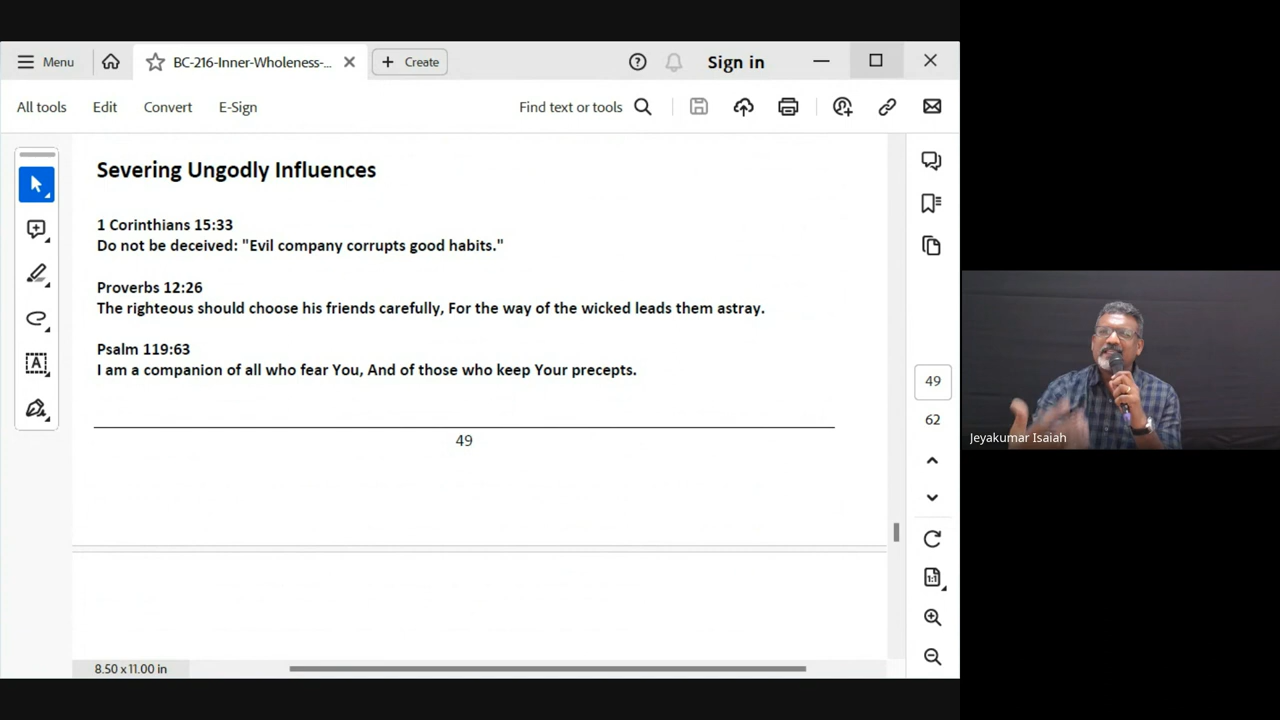 Menu
BC-216-Inner-Wholeness-...
Create
Sign in
All tools
Edit
Convert
E-Sign
Find text or tools
Severing Ungodly Influences
1 Corinthians 15:33
Do not be deceived: "Evil company corrupts good habits."
Proverbs 12:26
The righteous should choose his friends carefully, For the way of the wicked leads them astray.
Psalm 119:63
I am a companion of all who fear You, And of those who keep Your precepts.
49
49
62
1:1
8.50 x 11.00 in
Jeyakumar Isaiah